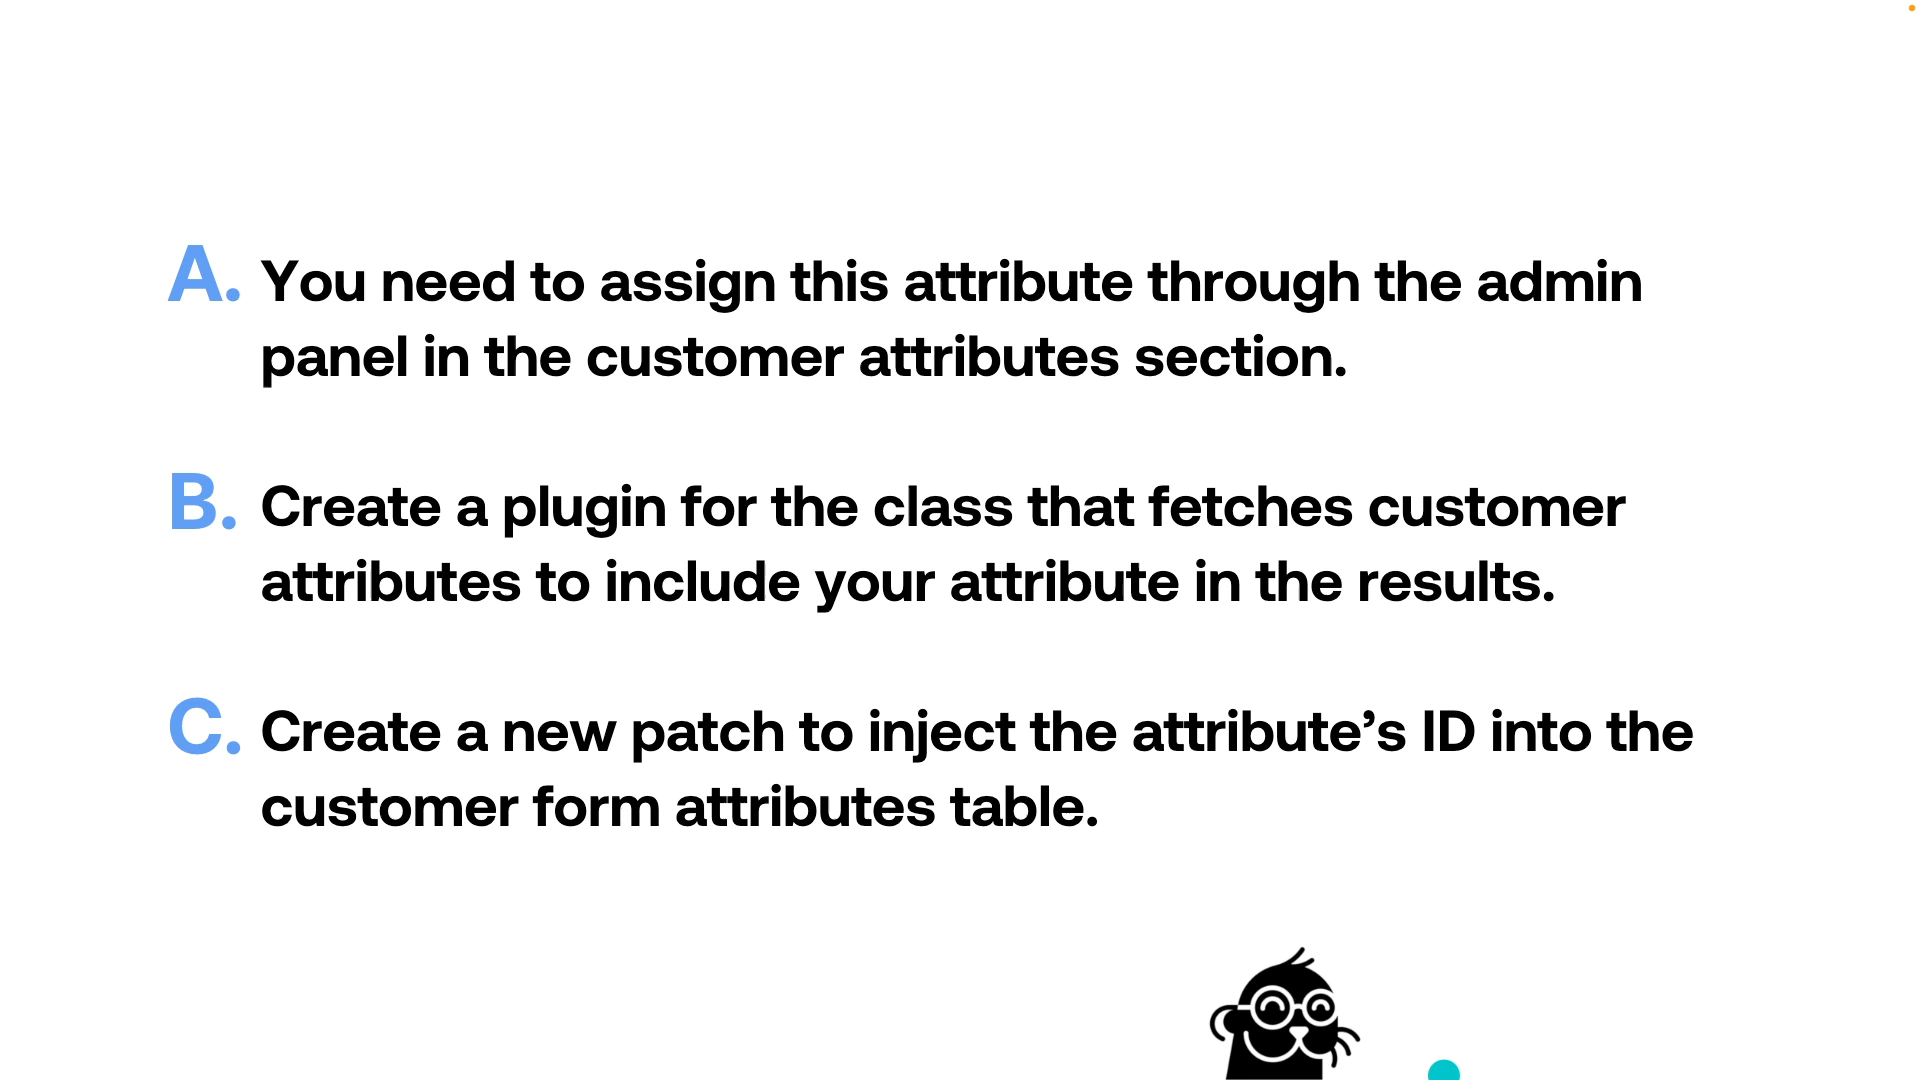 A. You need to assign this attribute through the admin
panel in the customer attributes section.
B. Create a plugin for the class that fetches customer
attributes to include your attribute in the results.
C. Create a new patch to inject the attribute’s ID into the
customer form attributes table.